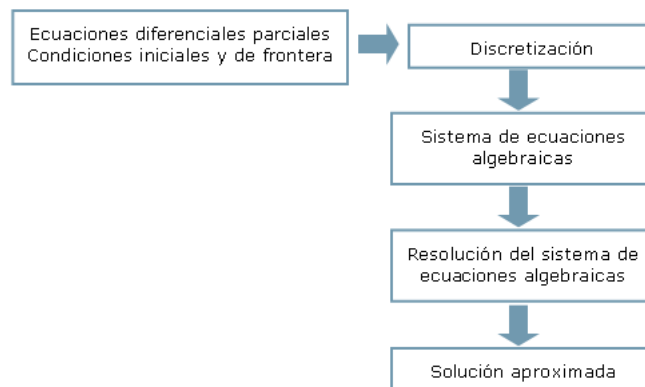 Ecuaciones diferenciales parciales
Condiciones iniciales y de frontera
Discretización
Sistema de ecuaciones
algebraicas
Resolución del sistema de
ecuaciones algebraicas
Solución aproximada